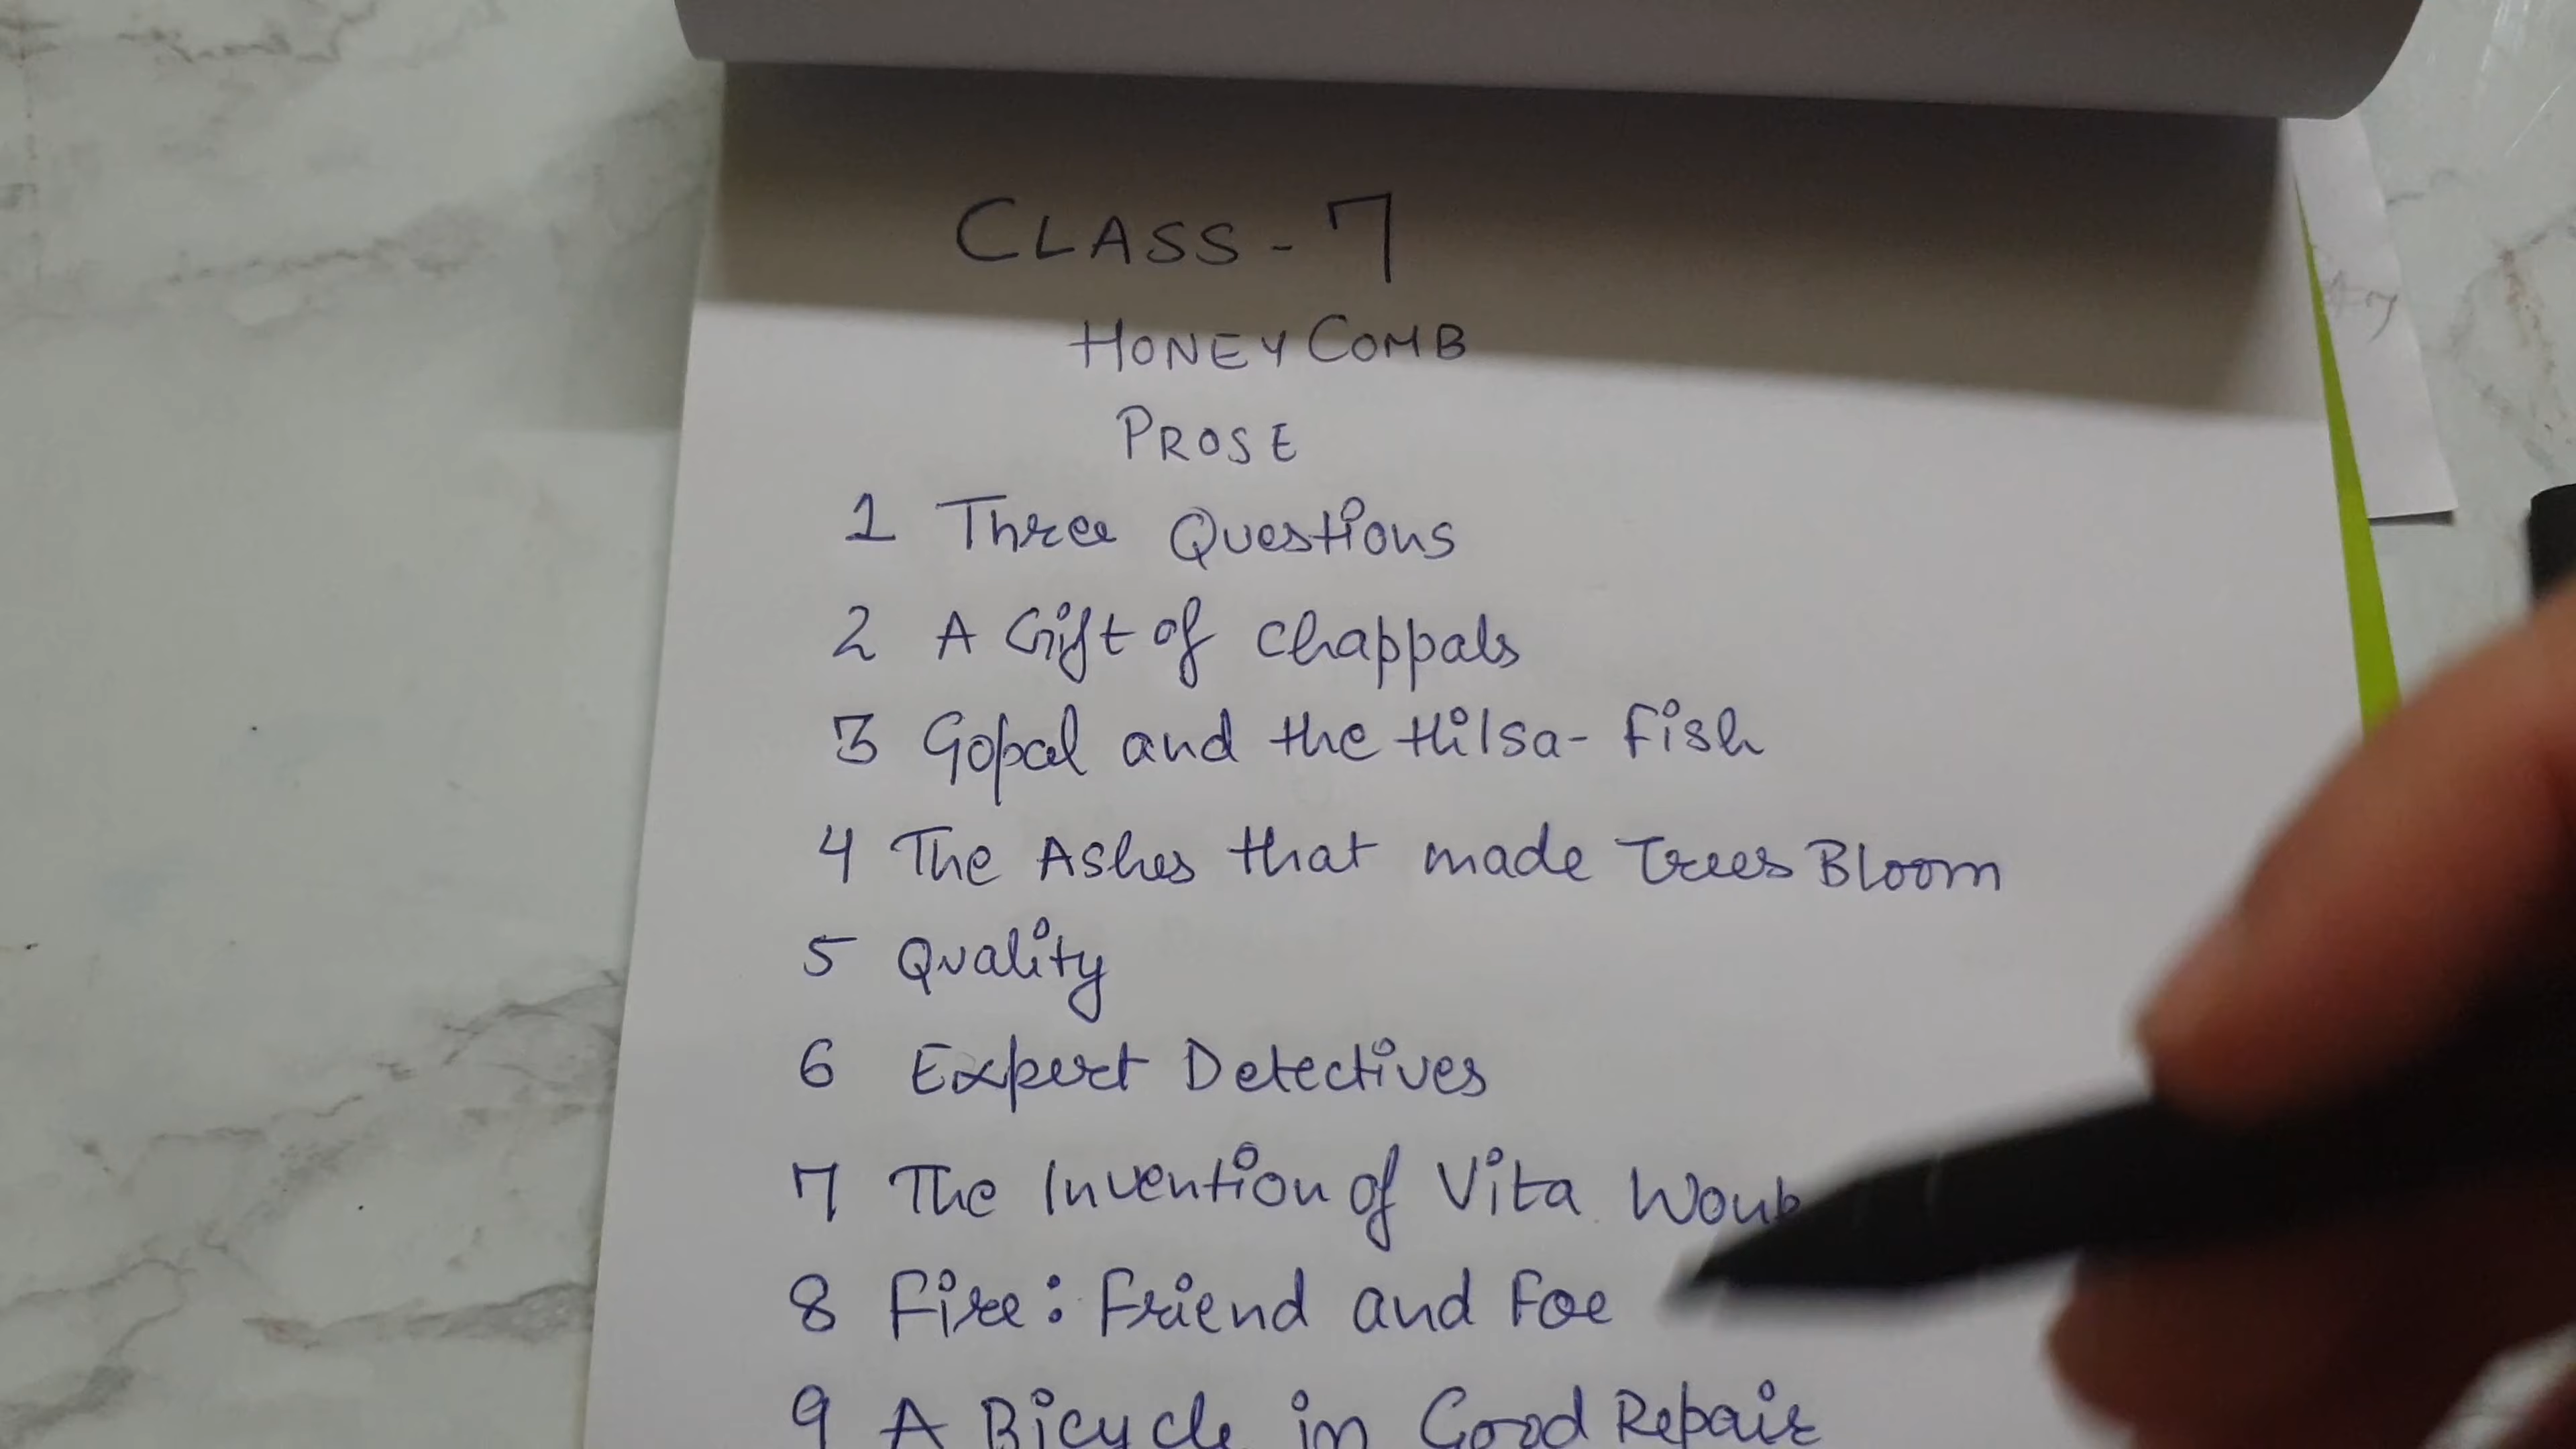 CLASS-7
HONEYCOMB
PROSE
1 Three Questions
2 A Gift of Chappals
3 Gopal and the Hilsa-Fish
4 The Ashes that made Trees Bloom
5 Quality
6 Expert Detectives
7 The Invention of Vita
8 Fire: Friend and Foe
9 A Bicycle in Good Repair